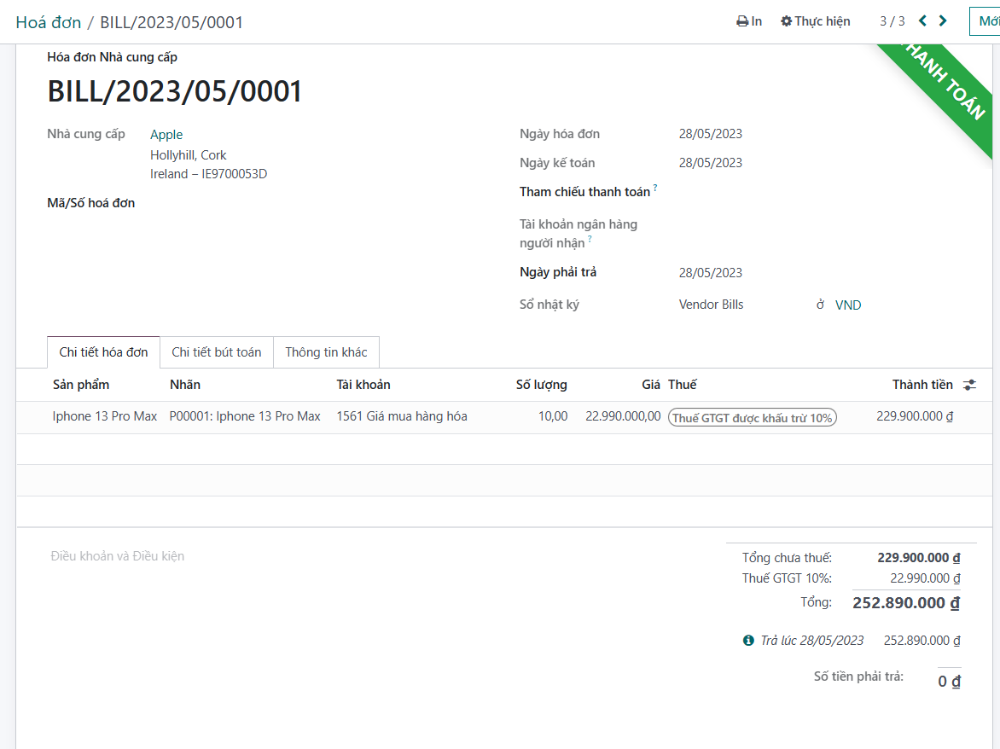 Hoá đơn / BILL/2023/05/0001
In
Thực hiện
3 / 3
Hóa đơn Nhà cung cấp
BILL/2023/05/0001
THANH TOÁN
Nhà cung cấp Apple
Hollyhill, Cork
Ireland – IE9700053D
Mã/Số hoá đơn
Ngày hóa đơn 28/05/2023
Ngày kế toán 28/05/2023
Tham chiếu thanh toán ?
Tài khoản ngân hàng
người nhận ?
Ngày phải trả 28/05/2023
Sổ nhật ký Vendor Bills ở VND
Chi tiết hóa đơn Chi tiết bút toán Thông tin khác
Sản phẩm Nhãn Tài khoản Số lượng Giá Thuế Thành tiền
Iphone 13 Pro Max P00001: Iphone 13 Pro Max 1561 Giá mua hàng hóa 10,00 22.990.000,00 Thuế GTGT được khấu trừ 10% 229.900.000 ₫
Điều khoản và Điều kiện
Tổng chưa thuế: 229.900.000 ₫
Thuế GTGT 10%: 22.990.000 ₫
Tổng: 252.890.000 ₫
Trả lúc 28/05/2023 252.890.000 ₫
Số tiền phải trả: 0 ₫